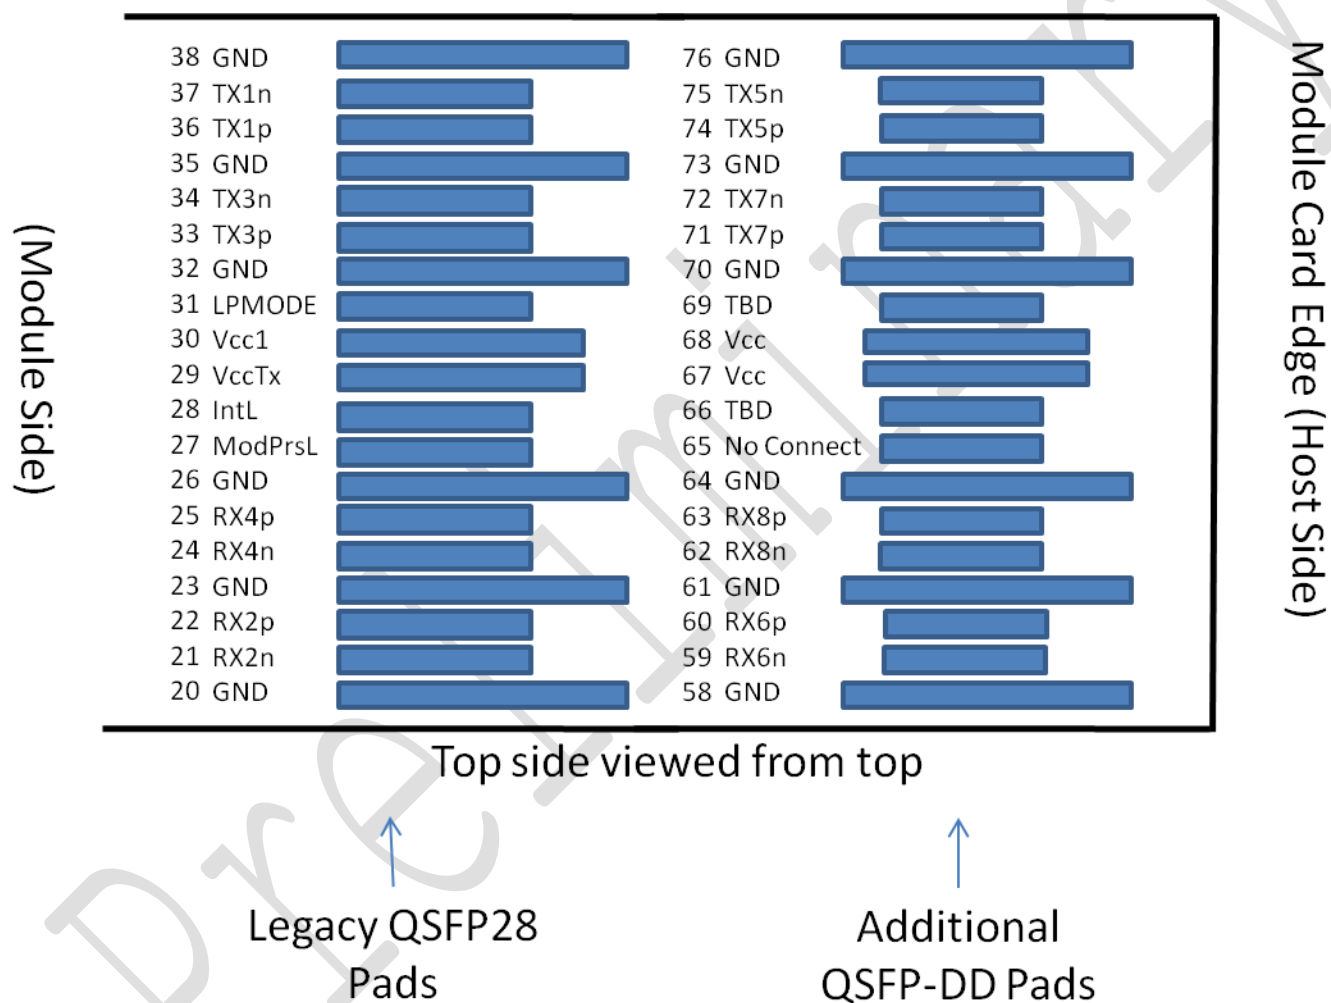 38 GND 76 GND
37 TX1n 75 TX5n
36 TX1p 74 TX5p
35 GND 73 GND
34 TX3n 72 TX7n
33 TX3p 71 TX7p
32 GND 70 GND
31 LPMODE 69 TBD
30 Vcc1 68 Vcc
29 VccTx 67 Vcc
28 IntL 66 TBD
27 ModPrsL 65 No Connect
26 GND 64 GND
25 RX4p 63 RX8p
24 RX4n 62 RX8n
23 GND 61 GND
22 RX2p 60 RX6p
21 RX2n 59 RX6n
20 GND 58 GND
(Module Side)
Module Card Edge (Host Side)
Top side viewed from top
Legacy QSFP28
Pads
Additional
QSFP-DD Pads
Preliminary